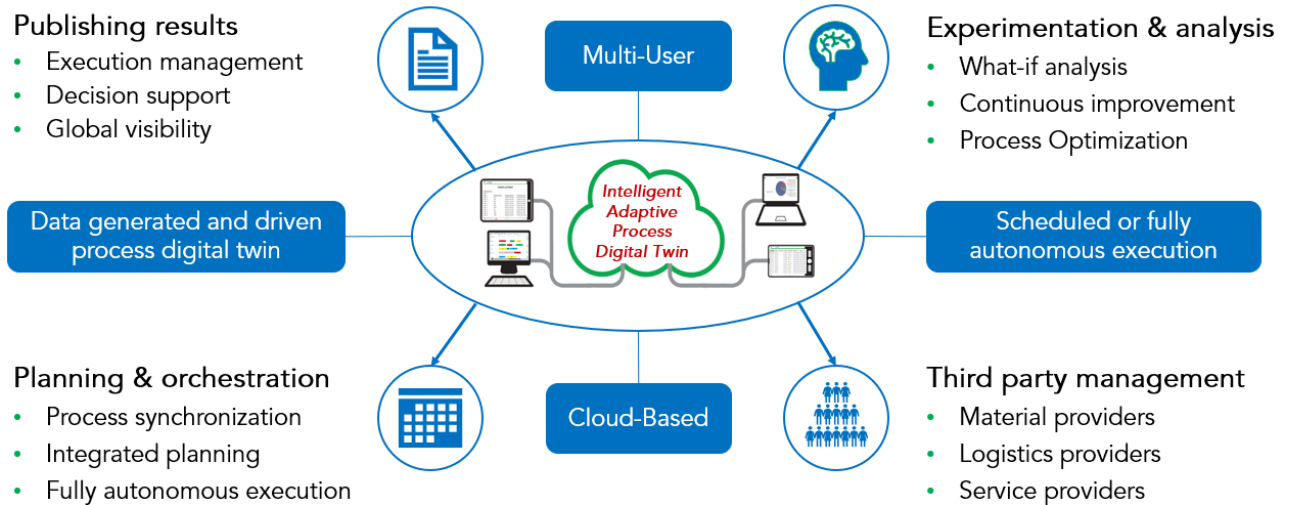 Publishing results
• Execution management
• Decision support
• Global visibility
Multi-User
Experimentation & analysis
• What-if analysis
• Continuous improvement
• Process Optimization
Data generated and driven
process digital twin
Intelligent
Adaptive
Process
Digital Twin
Scheduled or fully
autonomous execution
Planning & orchestration
• Process synchronization
• Integrated planning
• Fully autonomous execution
Cloud-Based
Third party management
• Material providers
• Logistics providers
• Service providers